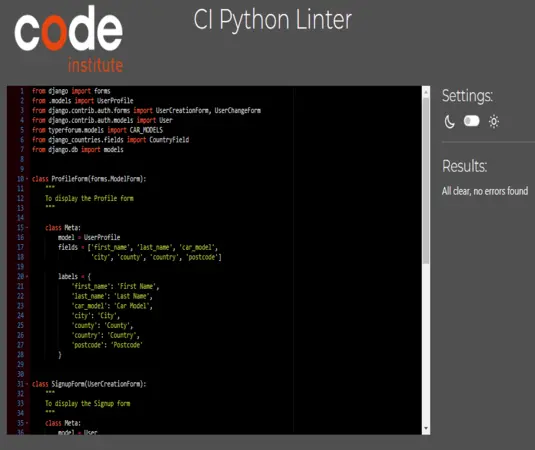 code
institute
CI Python Linter
1 from django import forms
2 from .models import UserProfile
3 from django.contrib.auth.forms import UserCreationForm, UserChangeForm
4 from django.contrib.auth.models import User
5 from typerforum.models import CAR_MODELS
6 from django_countries.fields import CountryField
7 from django.db import models
8
9
10 class ProfileForm(forms.ModelForm):
11 """
12 To display the Profile form
13 """
14
15 class Meta:
16 model = UserProfile
17 fields = ['first_name', 'last_name', 'car_model',
18 'city', 'county', 'country', 'postcode']
19
20 labels = {
21 'first_name': 'First Name',
22 'last_name': 'Last Name',
23 'car_model': 'Car Model',
24 'city': 'City',
25 'county': 'County',
26 'country': 'Country',
27 'postcode': 'Postcode'
28 }
29
30
31 class SignupForm(UserCreationForm):
32 """
33 To display the Signup form
34 """
35 class Meta:
36 model = User
Settings:
Results:
All clear, no errors found